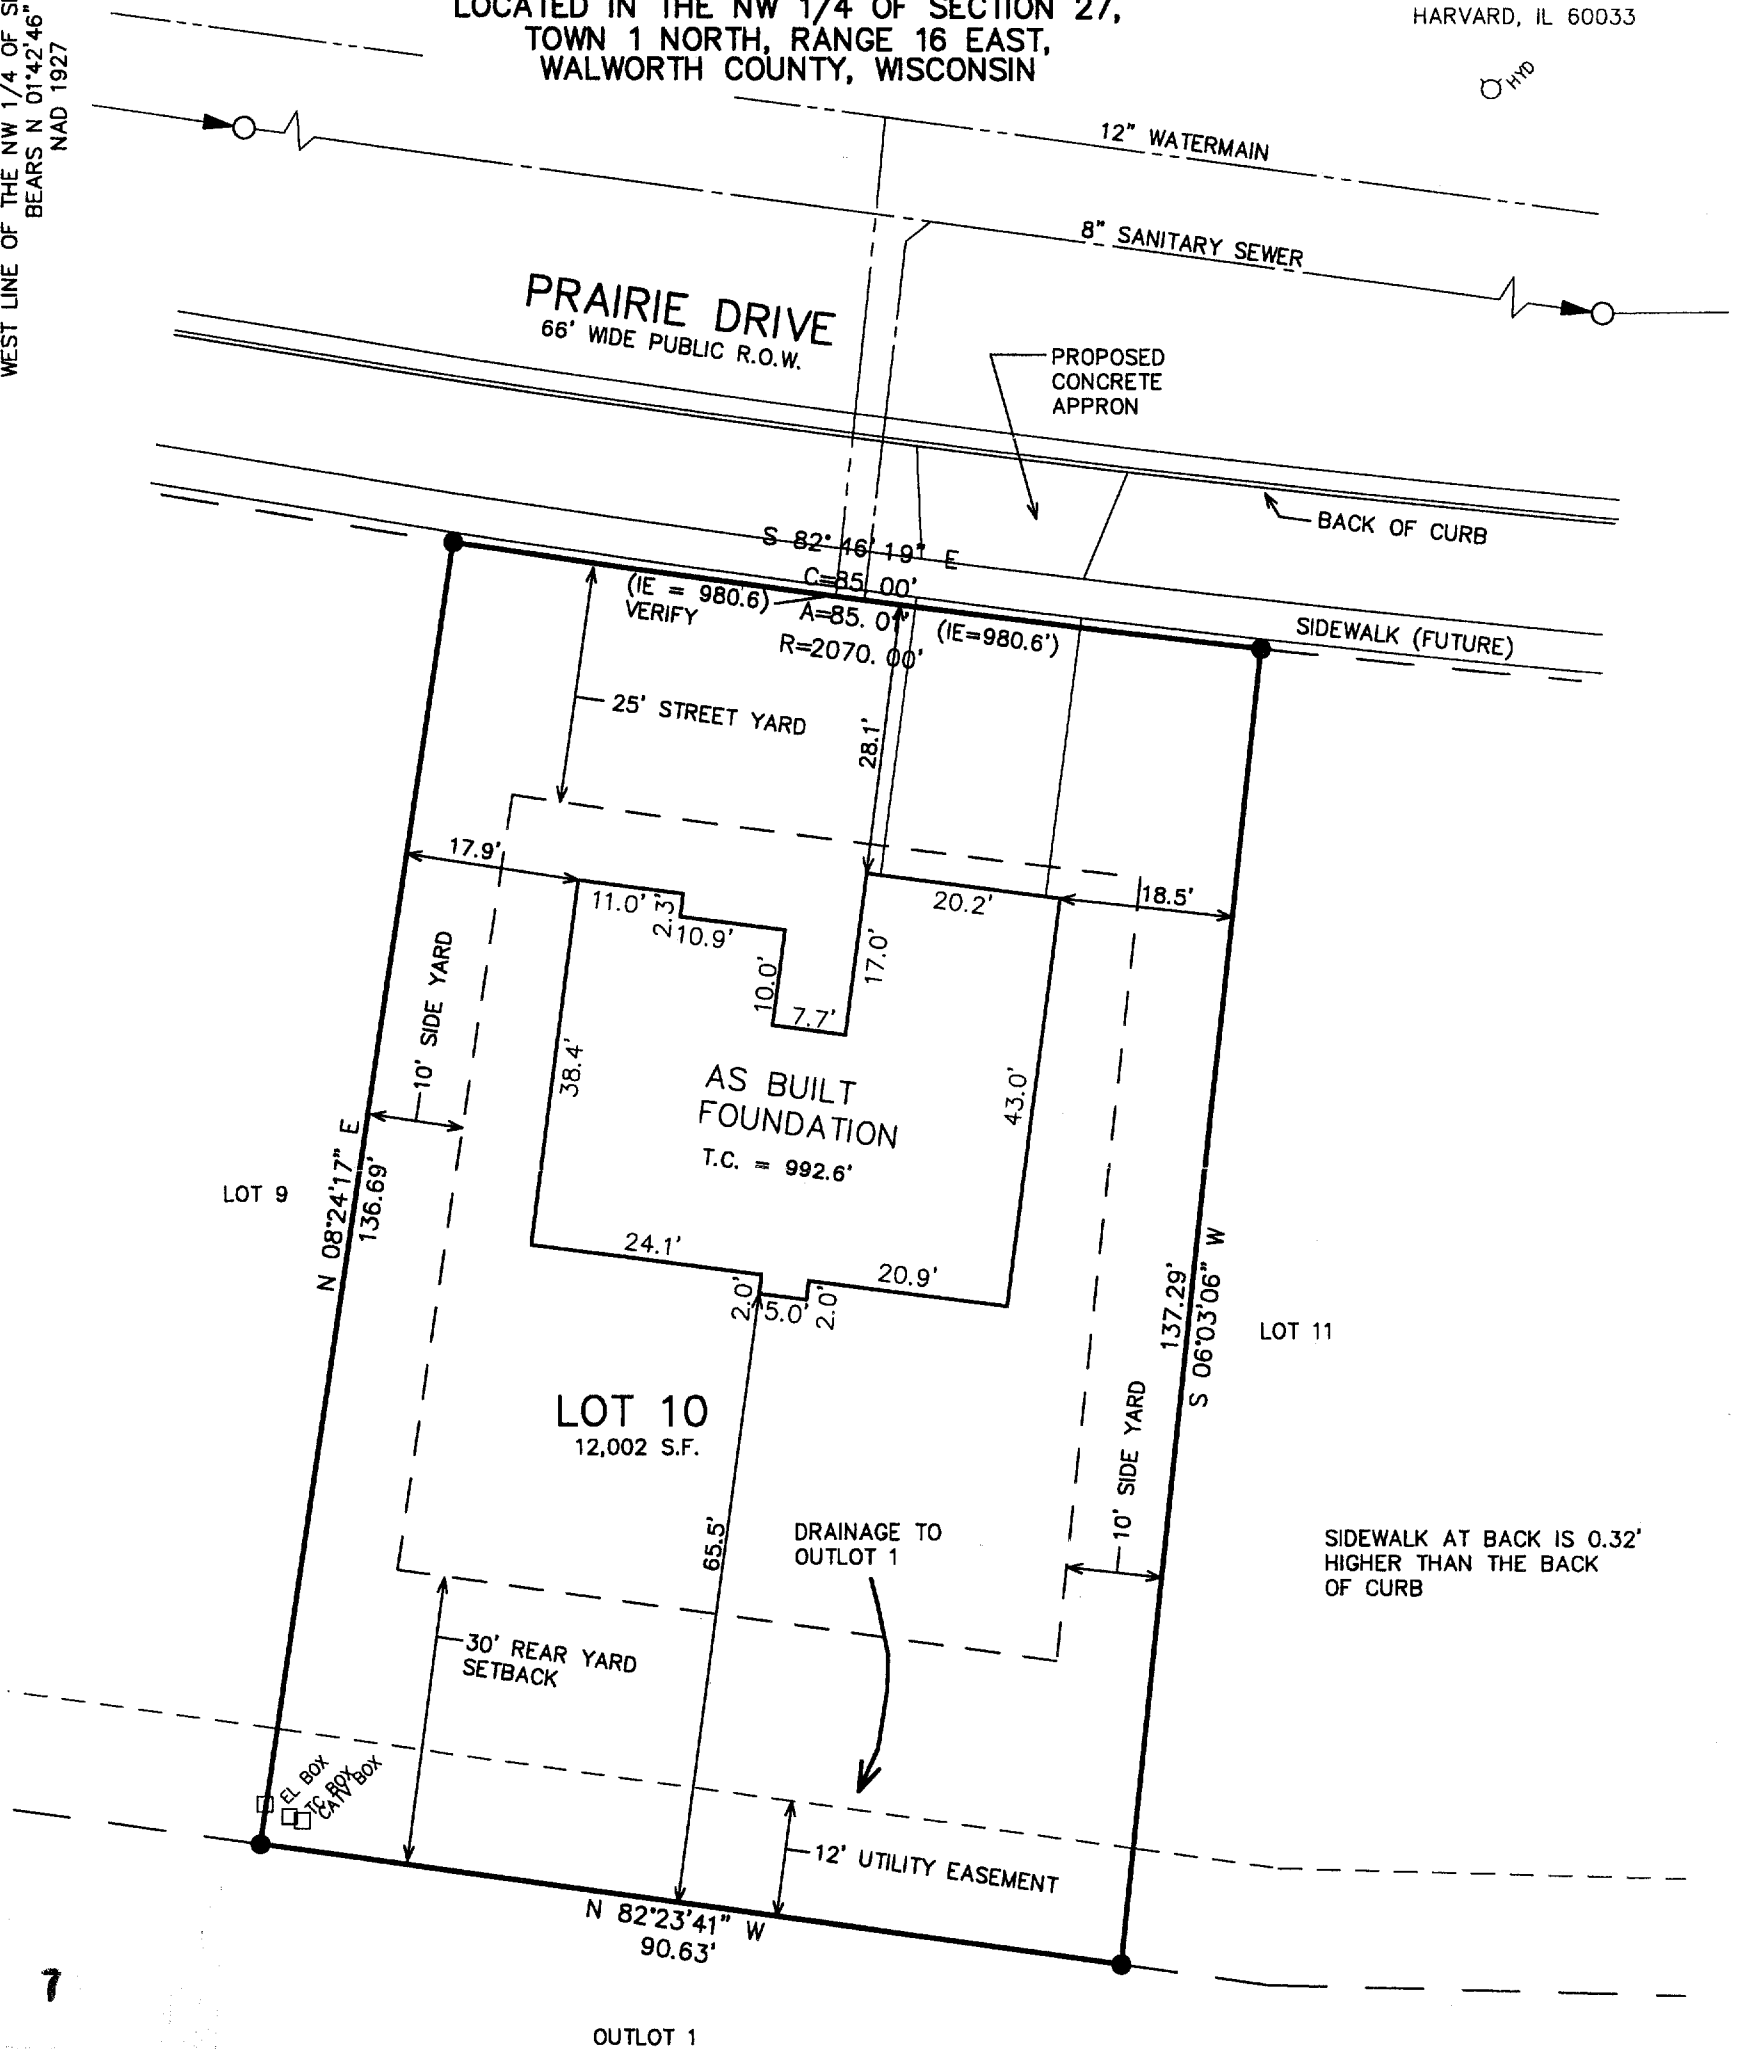 LOCATED IN THE NW 1/4 OF SECTION 27,
TOWN 1 NORTH, RANGE 16 EAST,
WALWORTH COUNTY, WISCONSIN
HARVARD, IL 60033
WEST LINE OF THE NW 1/4 OF
BEARS N 01°42'46"
NAD 1927
HYD
12" WATERMAIN
8" SANITARY SEWER
PRAIRIE DRIVE
66' WIDE PUBLIC R.O.W.
PROPOSED
CONCRETE
APPRON
BACK OF CURB
S 82°46'19" E
C=85.00'
(IE = 980.6)
VERIFY
A=85.0'
R=2070.00'
(IE=980.6')
SIDEWALK (FUTURE)
25' STREET YARD
28.1'
17.9'
11.0'
2.3'
10.9'
20.2'
18.5'
10.0'
17.0'
7.7'
10' SIDE YARD
38.4'
43.0'
AS BUILT
FOUNDATION
T.C. = 992.6'
LOT 9
N 08°24'17" E
136.69'
24.1'
20.9'
2.0'
5.0'
2.0'
137.29'
S 06°03'06" W
LOT 11
LOT 10
12,002 S.F.
10' SIDE YARD
65.5'
DRAINAGE TO
OUTLOT 1
SIDEWALK AT BACK IS 0.32'
HIGHER THAN THE BACK
OF CURB
30' REAR YARD
SETBACK
EL BOX
TC BOX
CATV BOX
12' UTILITY EASEMENT
N 82°23'41" W
90.63'
7
OUTLOT 1